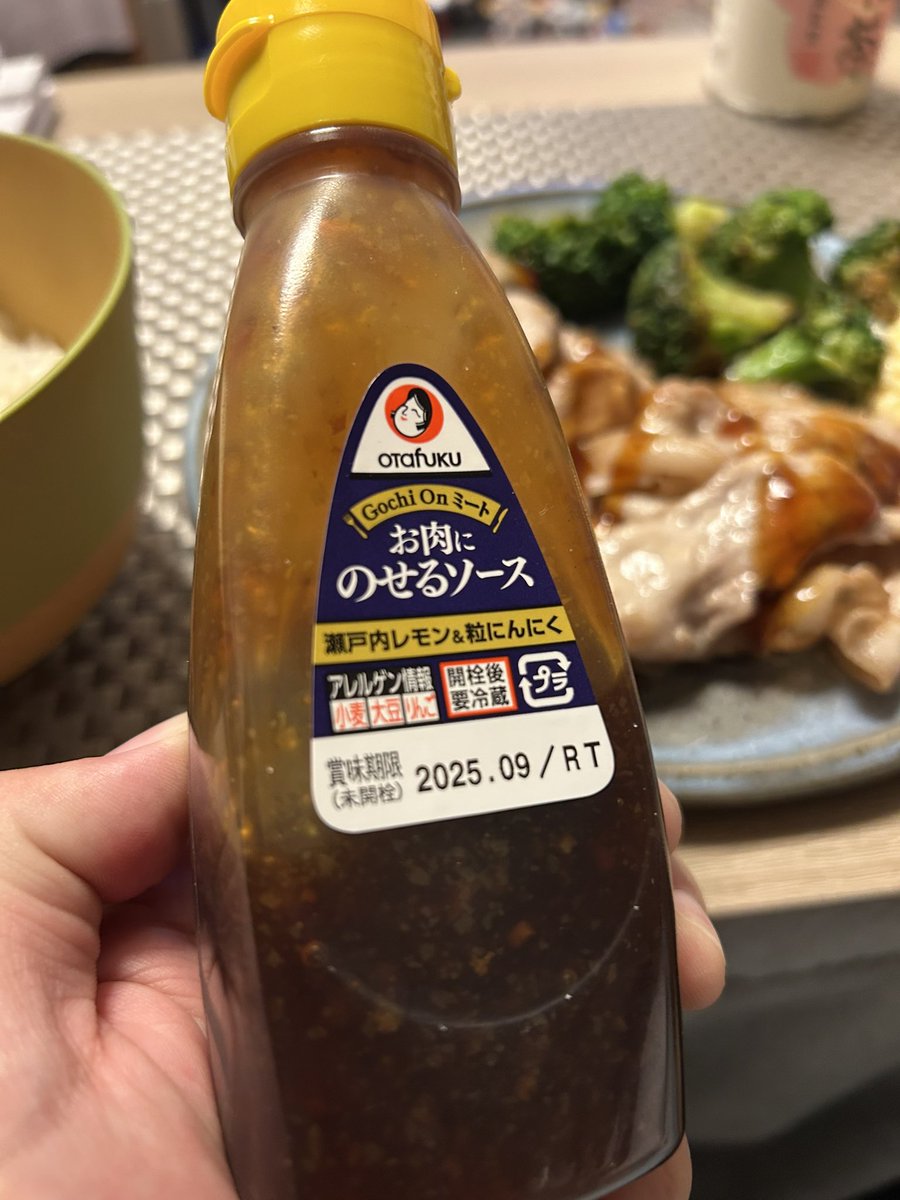 OTAFUKU
Gochi On ミート
お肉に
のせるソース
瀬戸内レモン&粒にんにく
アレルゲン情報
小麦 大豆 りんご
開栓後
要冷蔵
プラ
賞味期限
(未開栓)
2025.09/RT